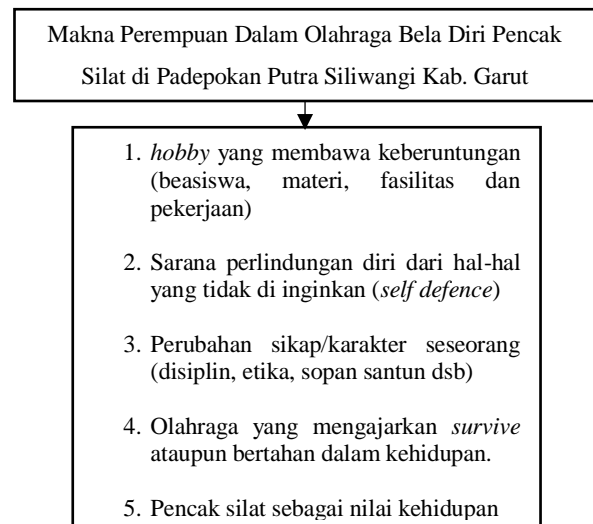 Makna Perempuan Dalam Olahraga Bela Diri Pencak
Silat di Padepokan Putra Siliwangi Kab. Garut
1. hobby yang membawa keberuntungan
(beasiswa, materi, fasilitas dan
pekerjaan)
2. Sarana perlindungan diri dari hal-hal
yang tidak di inginkan (self defence)
3. Perubahan sikap/karakter seseorang
(disiplin, etika, sopan santun dsb)
4. Olahraga yang mengajarkan survive
ataupun bertahan dalam kehidupan.
5. Pencak silat sebagai nilai kehidupan